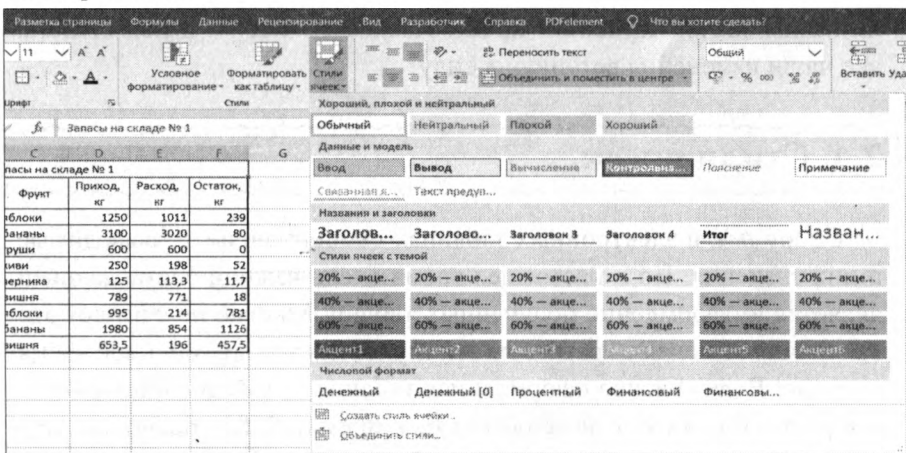 Разметка страницы Формулы Данные Рецензирование Вид Разработчик Справка PDFelement Что вы хотите сделать?
11 A A Переносить текст Общий
Условное форматирование Форматировать как таблицу Стили ячеек Объединить и поместить в центре % 000 Вставить Уда
Шрифт Стили
fx Запасы на складе № 1
C D E F G
пасы на складе № 1
Фрукт Приход, кг Расход, кг Остаток, кг
блоки 1250 1011 239
бананы 3100 3020 80
руши 600 600 0
иви 250 198 52
черника 125 113,3 11,7
вишня 789 771 18
блоки 995 214 781
бананы 1980 854 1126
вишня 653,5 196 457,5
Хороший, плохой и нейтральный
Обычный Нейтральный Плохой Хороший
Данные и модель
Ввод Вывод Вычисление Контрольна... Пояснение Примечание
Связанная я... Текст предуп...
Названия и заголовки
Заголов... Заголово... Заголовок 3 Заголовок 4 Итог Назван...
Стили ячеек с темой
20% — акце... 20% — акце... 20% — акце... 20% — акце... 20% — акце... 20% — акце...
40% — акце... 40% — акце... 40% — акце... 40% — акце... 40% — акце... 40% — акце...
60% — акце... 60% — акце... 60% — акце... 60% — акце... 60% — акце... 60% — акце...
Акцент1 Акцент2 Акцент3 Акцент4 Акцент5 Акцент6
Числовой формат
Денежный Денежный [0] Процентный Финансовый Финансовы...
Создать стиль ячейки...
Объединить стили...